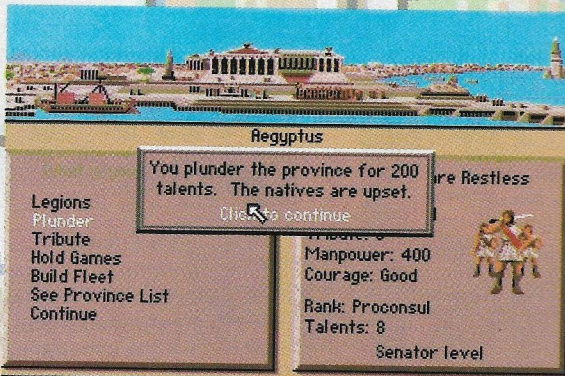 Aegyptus
You plunder the province for 200
talents. The natives are upset.
Click to continue
Legions
Plunder
Tribute
Hold Games
Build Fleet
See Province List
Continue
re Restless
Manpower: 400
Courage: Good
Rank: Proconsul
Talents: 8
Senator level